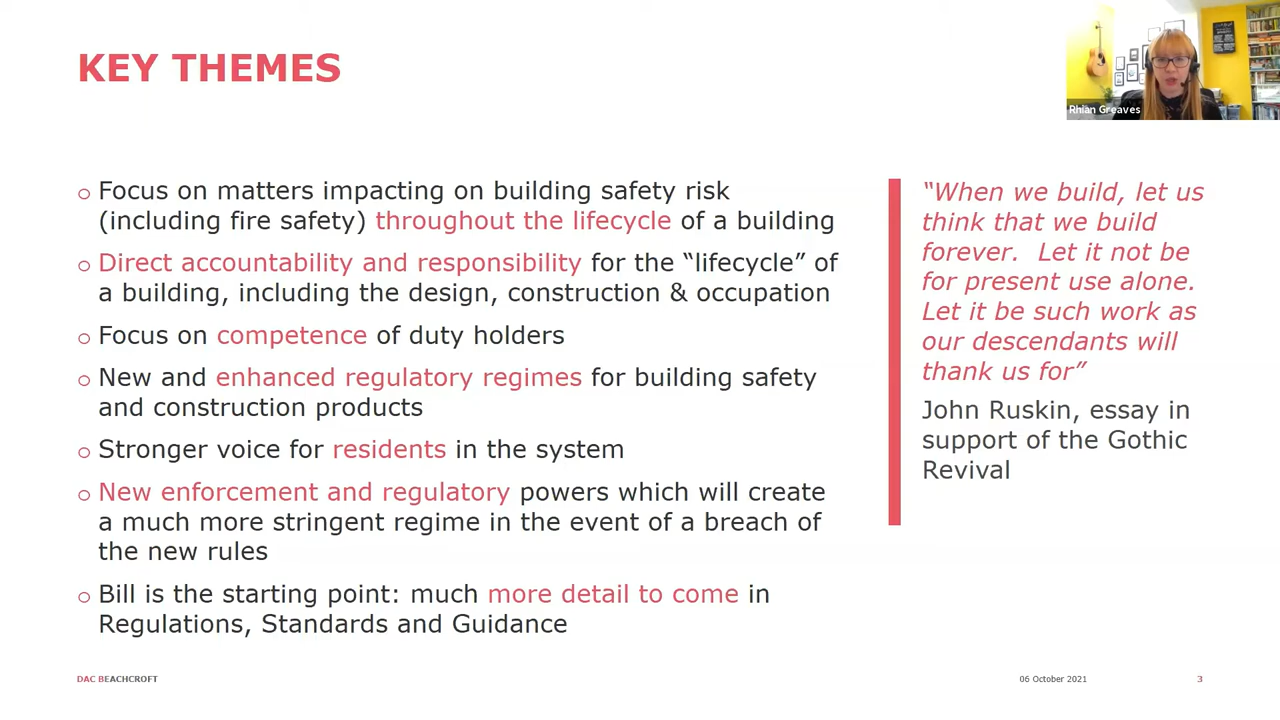 KEY THEMES
Rhian Greaves
o Focus on matters impacting on building safety risk
(including fire safety) throughout the lifecycle of a building
o Direct accountability and responsibility for the “lifecycle” of
a building, including the design, construction & occupation
o Focus on competence of duty holders
o New and enhanced regulatory regimes for building safety
and construction products
o Stronger voice for residents in the system
o New enforcement and regulatory powers which will create
a much more stringent regime in the event of a breach of
the new rules
o Bill is the starting point: much more detail to come in
Regulations, Standards and Guidance
“When we build, let us
think that we build
forever. Let it not be
for present use alone.
Let it be such work as
our descendants will
thank us for”
John Ruskin, essay in
support of the Gothic
Revival
DAC BEACHCROFT
06 October 2021
3